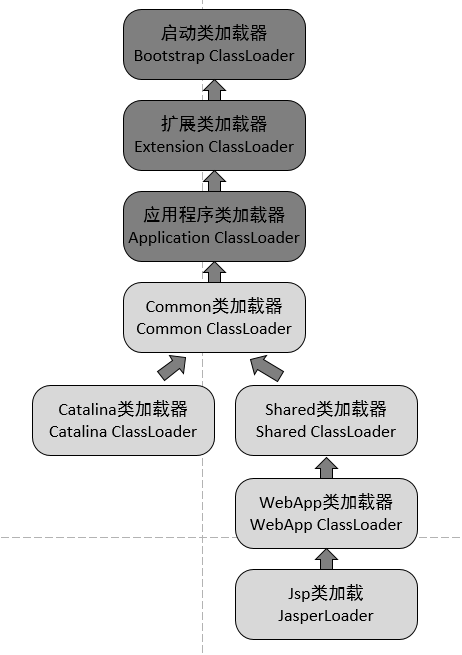 启动类加载器
Bootstrap ClassLoader
扩展类加载器
Extension ClassLoader
应用程序类加载器
Application ClassLoader
Common类加载器
Common ClassLoader
Catalina类加载器
Catalina ClassLoader
Shared类加载器
Shared ClassLoader
WebApp类加载器
WebApp ClassLoader
Jsp类加载
JasperLoader